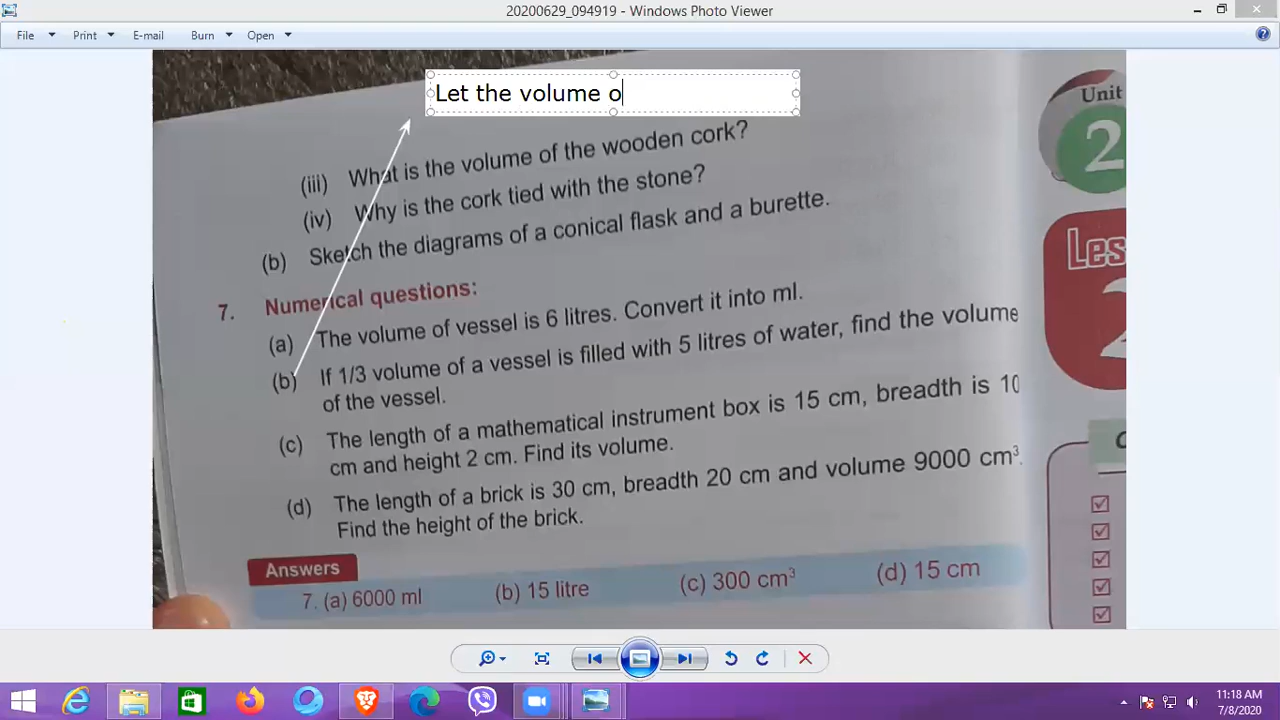 20200629_094919 - Windows Photo Viewer
File Print E-mail Burn Open
Let the volume o
Unit
2
(iii) What is the volume of the wooden cork?
(iv) Why is the cork tied with the stone?
(b) Sketch the diagrams of a conical flask and a burette.
Les
2
7. Numerical questions:
(a) The volume of vessel is 6 litres. Convert it into ml.
(b) If 1/3 volume of a vessel is filled with 5 litres of water, find the volume
of the vessel.
(c) The length of a mathematical instrument box is 15 cm, breadth is 10
cm and height 2 cm. Find its volume.
(d) The length of a brick is 30 cm, breadth 20 cm and volume 9000 cm³.
Find the height of the brick.
Answers
7. (a) 6000 ml (b) 15 litre (c) 300 cm³ (d) 15 cm
11:18 AM
7/8/2020